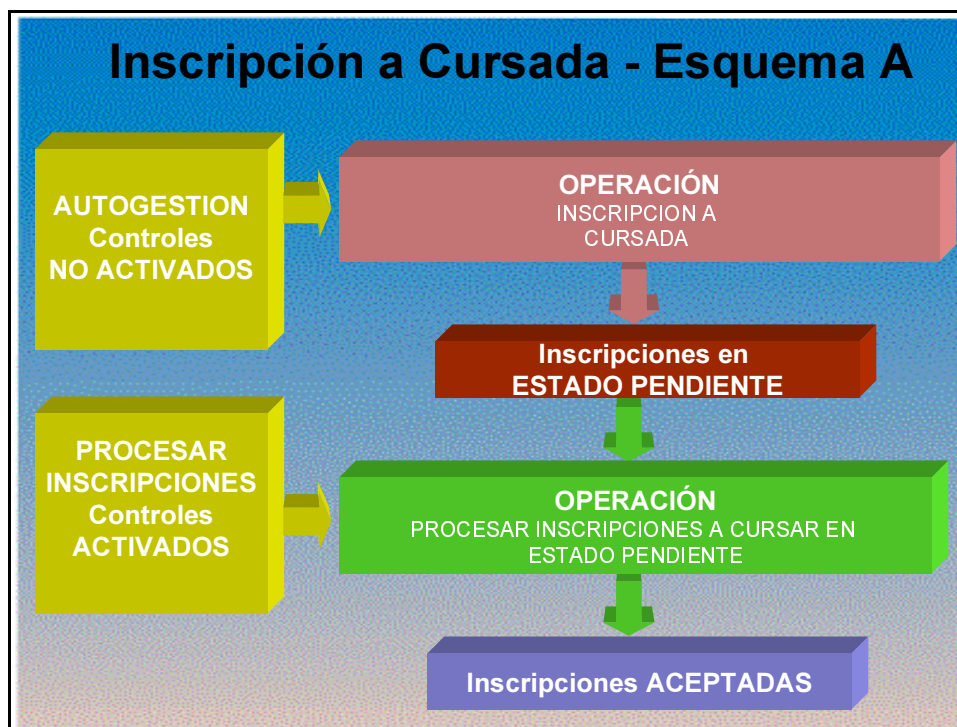 Inscripción a Cursada - Esquema A
AUTOGESTION
Controles
NO ACTIVADOS
OPERACIÓN
INSCRIPCION A
CURSADA
Inscripciones en
ESTADO PENDIENTE
PROCESAR
INSCRIPCIONES
Controles
ACTIVADOS
OPERACIÓN
PROCESAR INSCRIPCIONES A CURSAR EN
ESTADO PENDIENTE
Inscripciones ACEPTADAS